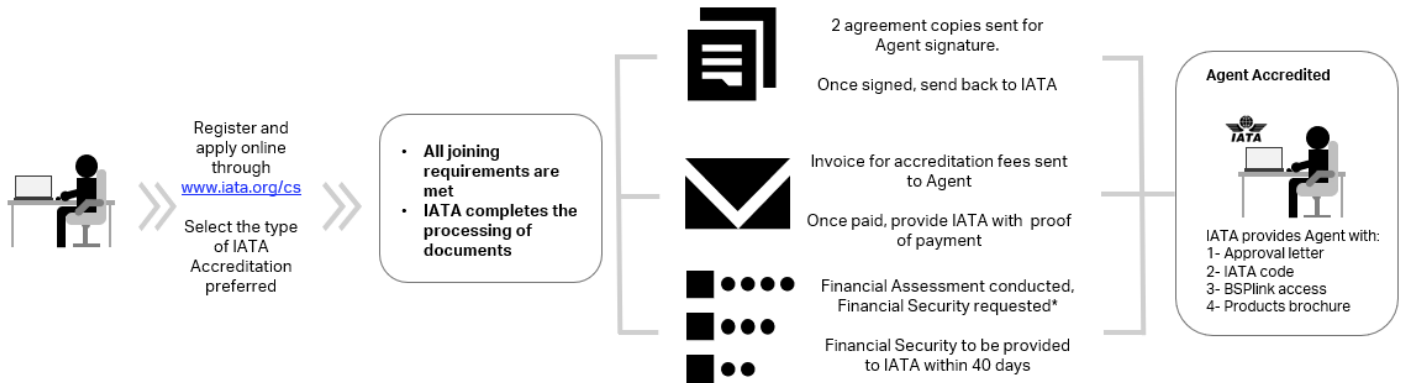 Register and
apply online
through
www.iata.org/cs
Select the type
of IATA
Accreditation
preferred
• All joining
requirements are
met
• IATA completes the
processing of
documents
2 agreement copies sent for
Agent signature.
Once signed, send back to IATA
Invoice for accreditation fees sent
to Agent
Once paid, provide IATA with proof
of payment
Financial Assessment conducted,
Financial Security requested*
Financial Security to be provided
to IATA within 40 days
Agent Accredited
IATA
IATA provides Agent with:
1- Approval letter
2- IATA code
3- BSPlink access
4- Products brochure